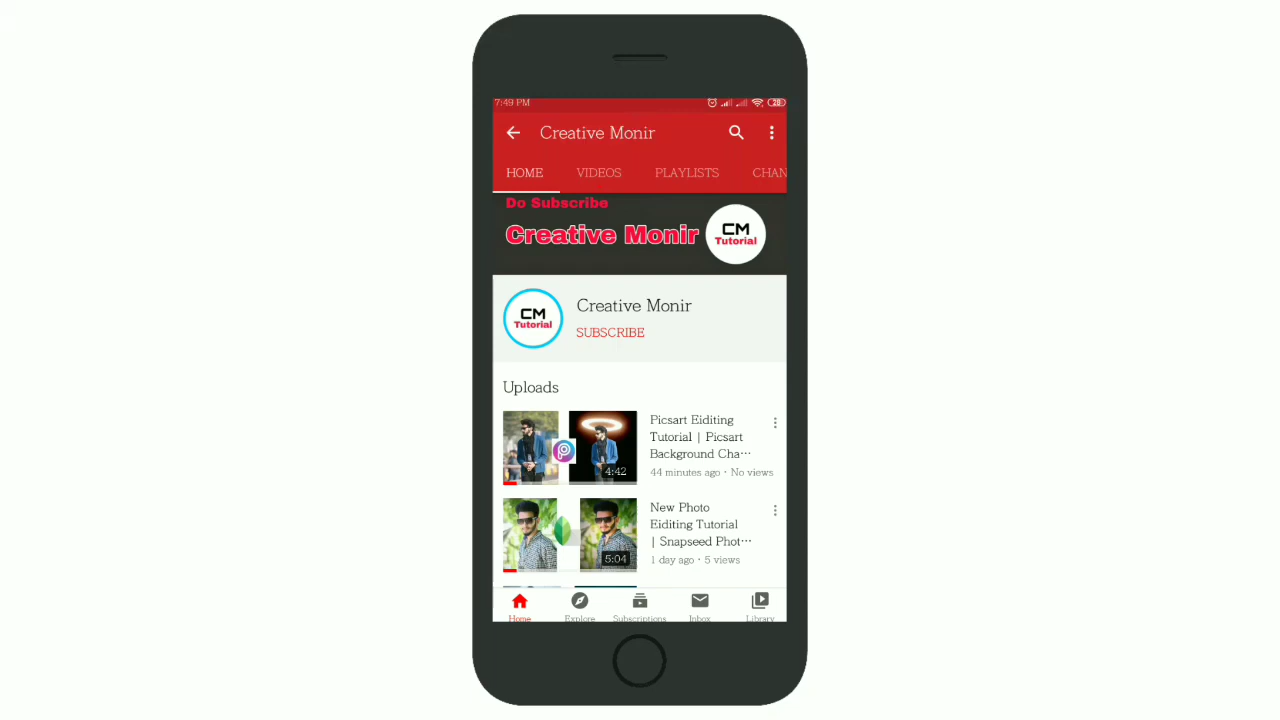 7:49 PM
28
Creative Monir
HOME VIDEOS PLAYLISTS CHAN
Do Subscribe
Creative Monir
CM
Tutorial
CM
Tutorial
Creative Monir
SUBSCRIBE
Uploads
4:42
Picsart Eiditing
Tutorial | Picsart
Background Cha…
44 minutes ago · No views
5:04
New Photo
Eiditing Tutorial
| Snapseed Phot…
1 day ago · 5 views
Home Explore Subscriptions Inbox Library